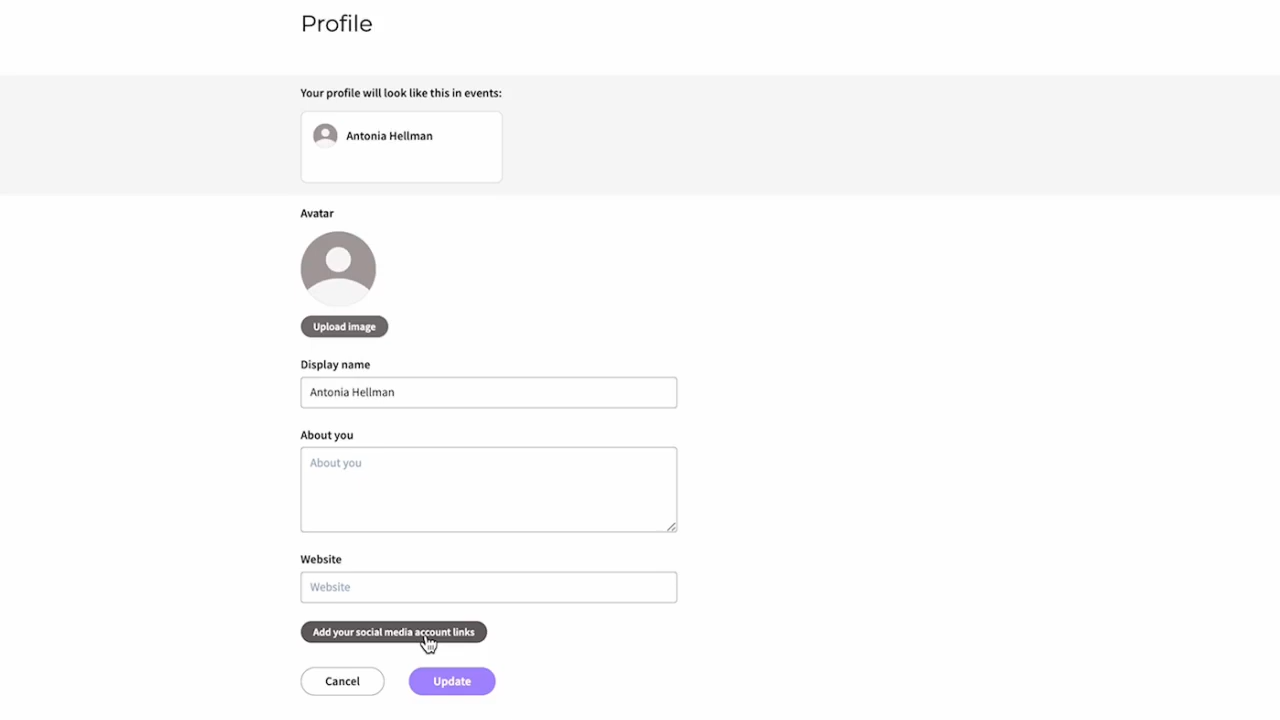 Profile
Your profile will look like this in events:
Antonia Hellman
Avatar
Upload image
Display name
Antonia Hellman
About you
About you
Website
Website
Add your social media account links
Cancel
Update